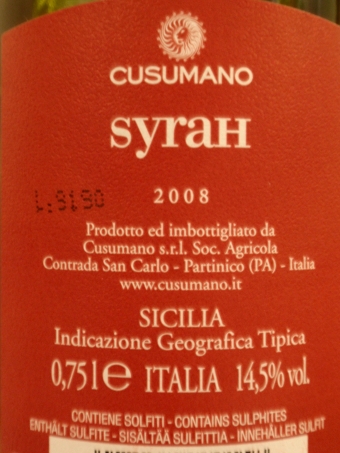 CUSUMANO
syraH
2008
Prodotto ed imbottigliato da
Cusumano s.r.l. Soc. Agricola
Contrada San Carlo - Partinico (PA) - Italia
www.cusumano.it
SICILIA
Indicazione Geografica Tipica
0,75 l e ITALIA 14,5% vol.
CONTIENE SOLFITI - CONTAINS SULPHITES
ENTHÄLT SULFITE - SISÄLTÄÄ SULFITTIA - INNEHÅLLER SULFIT